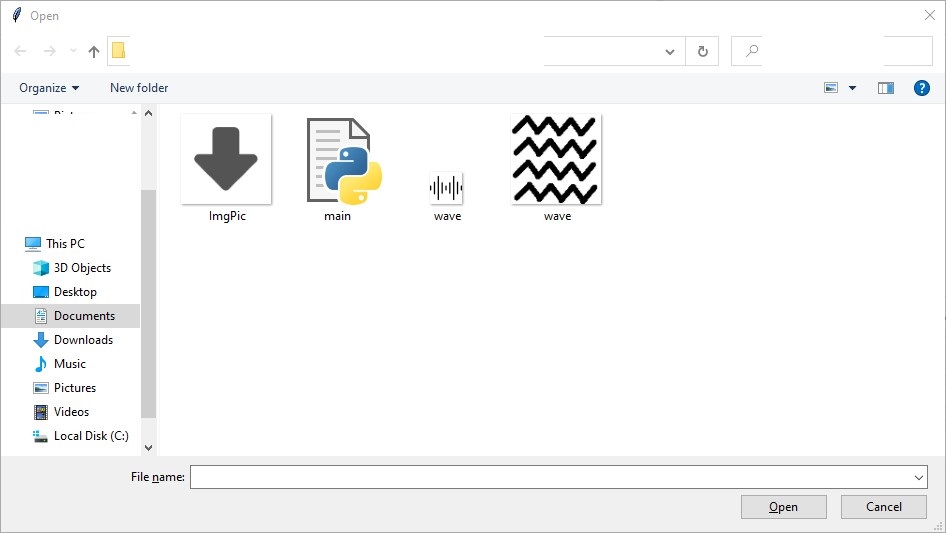 Open
Organize
New folder
ImgPic
main
wave
wave
This PC
3D Objects
Desktop
Documents
Downloads
Music
Pictures
Videos
Local Disk (C:)
File name:
Open
Cancel